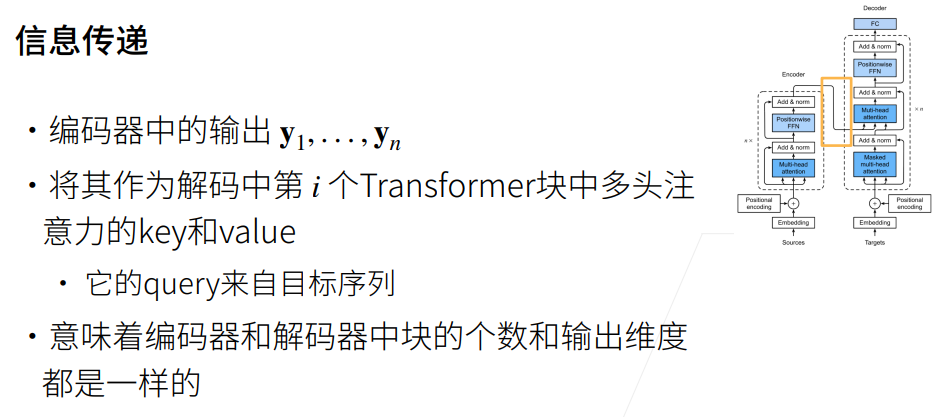 信息传递
• 编码器中的输出 y₁, . . . , yₙ
• 将其作为解码中第 i 个Transformer块中多头注
意力的key和value
• 它的query来自目标序列
• 意味着编码器和解码器中块的个数和输出维度
都是一样的
Decoder
FC
Add & norm
Positionwise
FFN
Add & norm
Multi-head
attention
Add & norm
Masked
multi-head
attention
× n
Positional
encoding
+
Embedding
Targets
Encoder
Add & norm
Positionwise
FFN
Add & norm
Multi-head
attention
n ×
Positional
encoding
+
Embedding
Sources